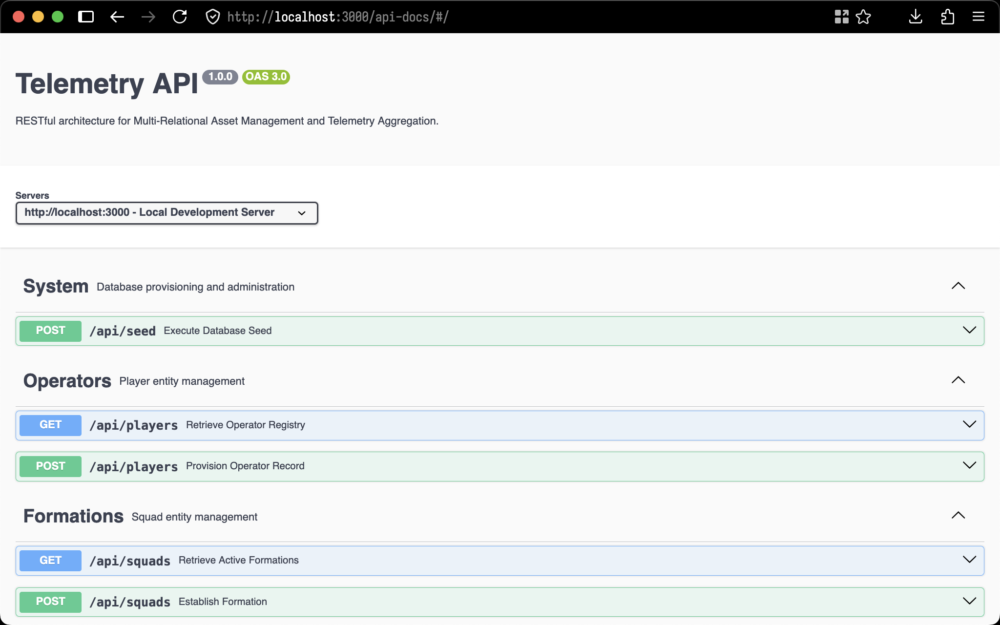 http://localhost:3000/api-docs/#/
Telemetry API 1.0.0 OAS 3.0
RESTful architecture for Multi-Relational Asset Management and Telemetry Aggregation.
Servers
http://localhost:3000 - Local Development Server
System Database provisioning and administration
POST /api/seed Execute Database Seed
Operators Player entity management
GET /api/players Retrieve Operator Registry
POST /api/players Provision Operator Record
Formations Squad entity management
GET /api/squads Retrieve Active Formations
POST /api/squads Establish Formation